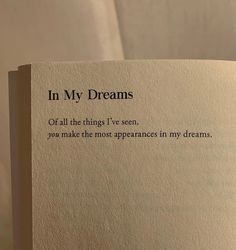 In My Dreams
Of all the things I've seen,
you make the most appearances in my dreams.